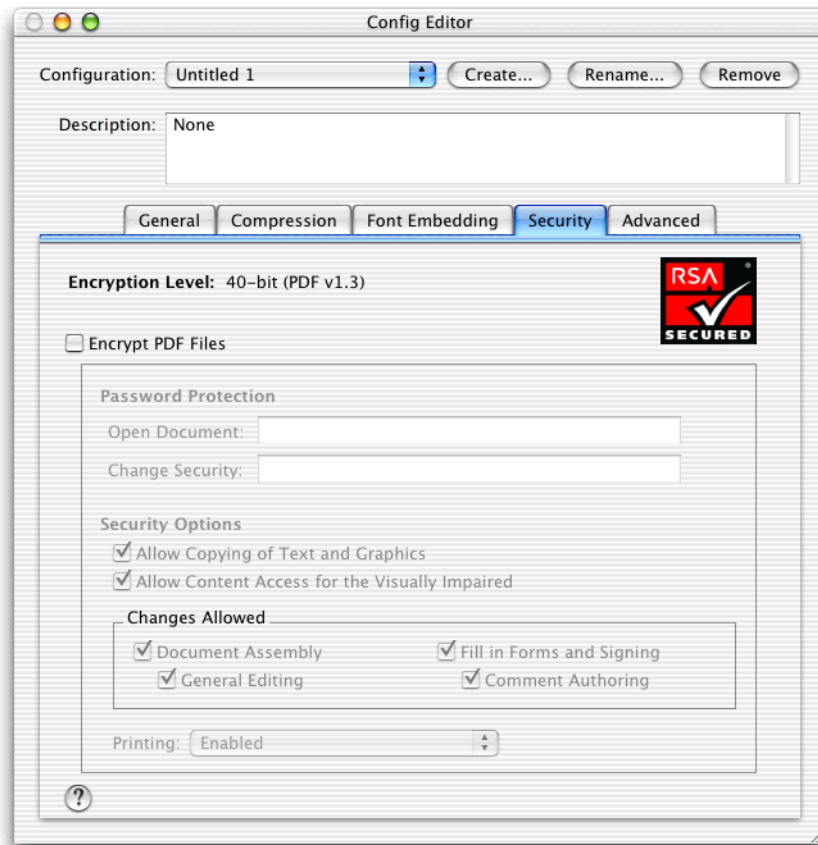 Config Editor
Configuration: Untitled 1 Create... Rename... Remove
Description: None
General Compression Font Embedding Security Advanced
Encryption Level: 40-bit (PDF v1.3)
RSA
SECURED
Encrypt PDF Files
Password Protection
Open Document:
Change Security:
Security Options
Allow Copying of Text and Graphics
Allow Content Access for the Visually Impaired
Changes Allowed
Document Assembly Fill in Forms and Signing
General Editing Comment Authoring
Printing: Enabled
?